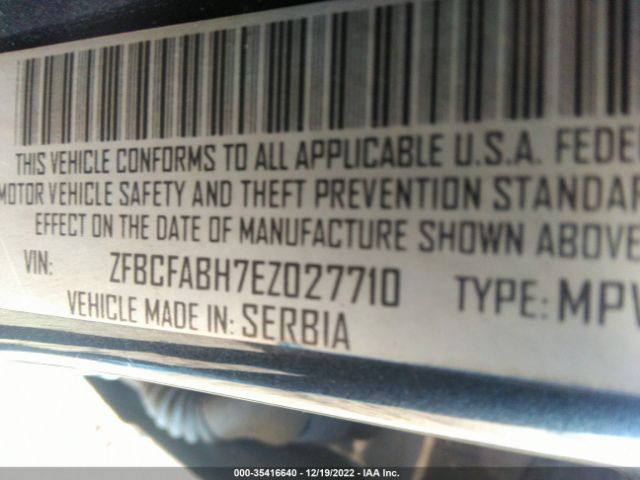 THIS VEHICLE CONFORMS TO ALL APPLICABLE U.S.A. FEDE
MOTOR VEHICLE SAFETY AND THEFT PREVENTION STANDAR
EFFECT ON THE DATE OF MANUFACTURE SHOWN ABOVE
VIN: ZFBCFABH7EZ027710 TYPE: MPV
VEHICLE MADE IN: SERBIA
000-35416640 - 12/19/2022 - IAA Inc.